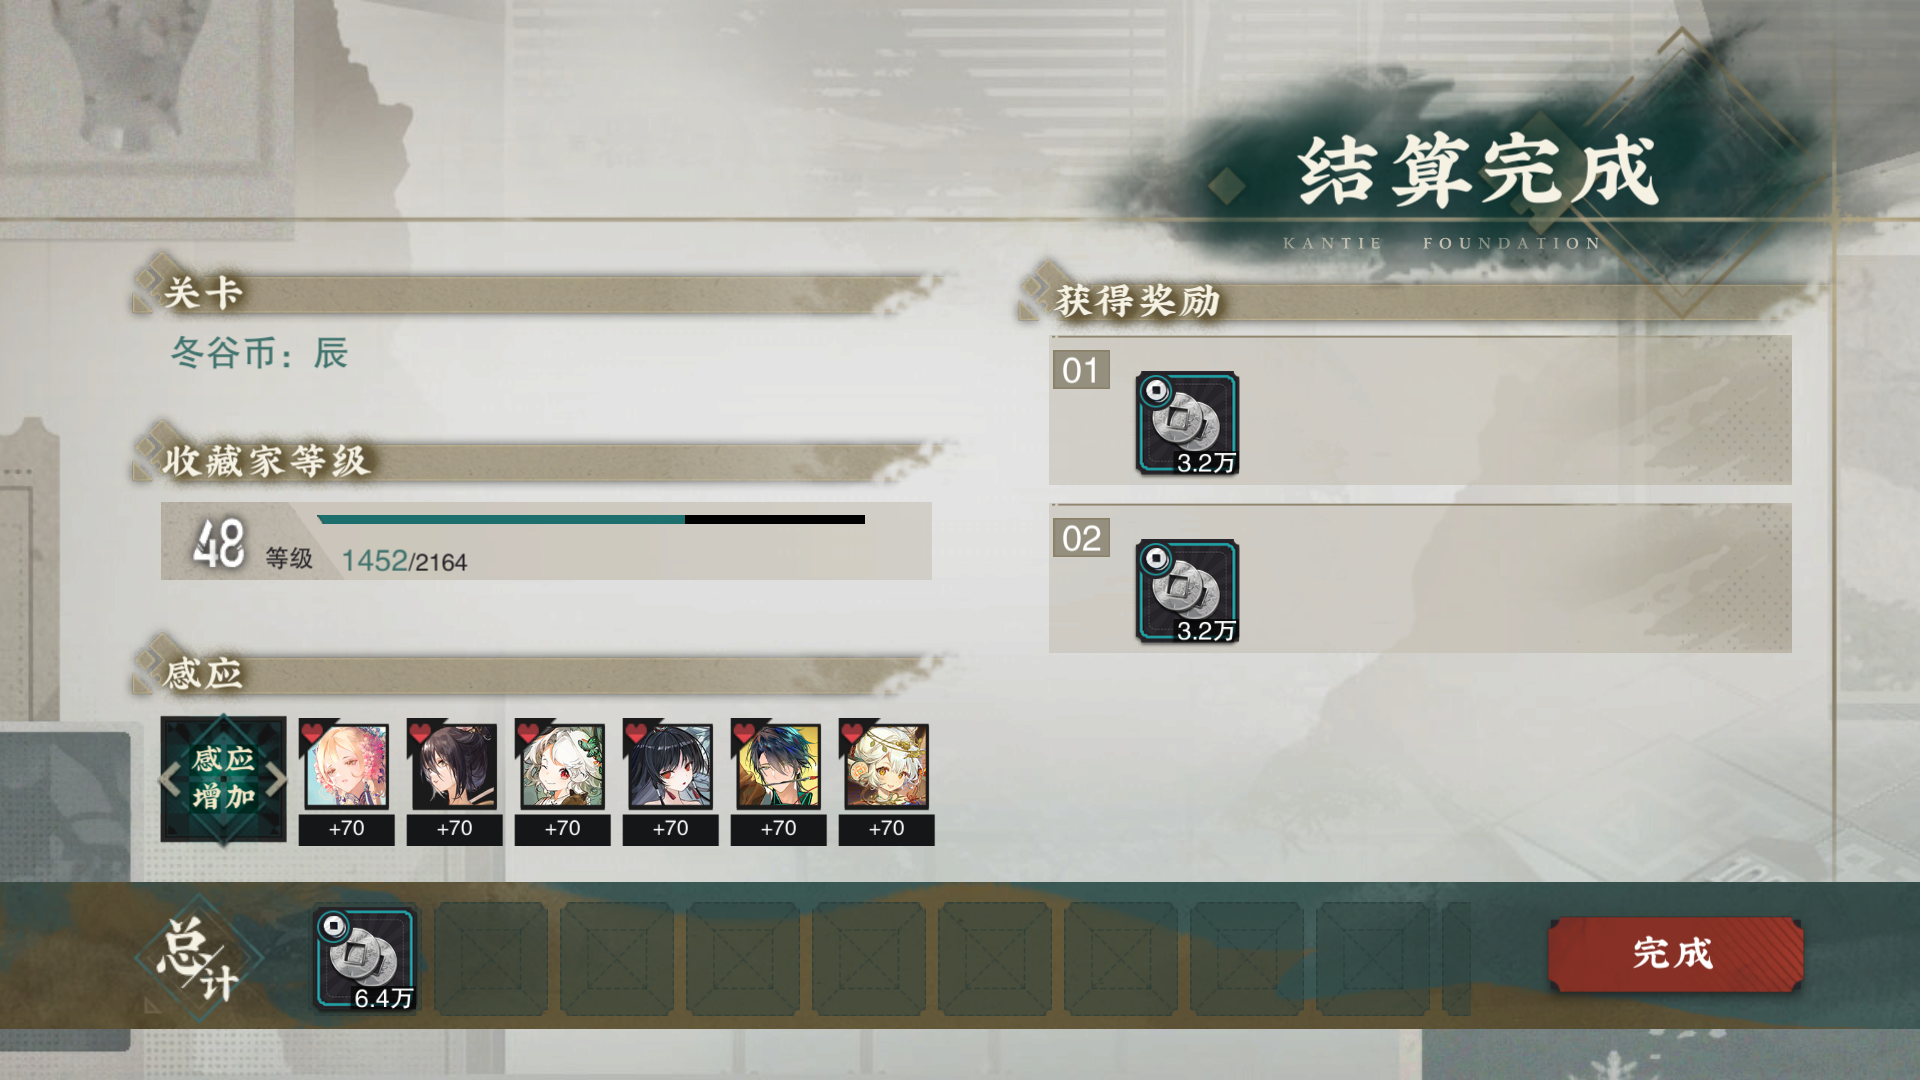 结算完成
KANTIE FOUNDATION
关卡
冬谷币：辰
收藏家等级
48 等级 1452/2164
感应
感应
增加
+70 +70 +70 +70 +70 +70
获得奖励
01
3.2万
02
3.2万
总计
6.4万
完成